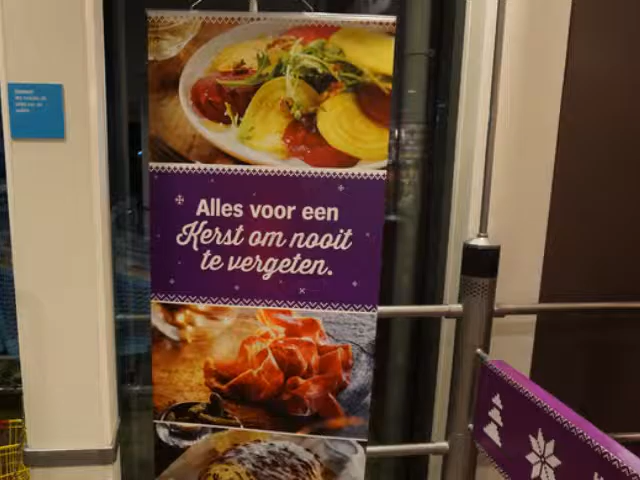 Alles voor een
Kerst om nooit
te vergeten.